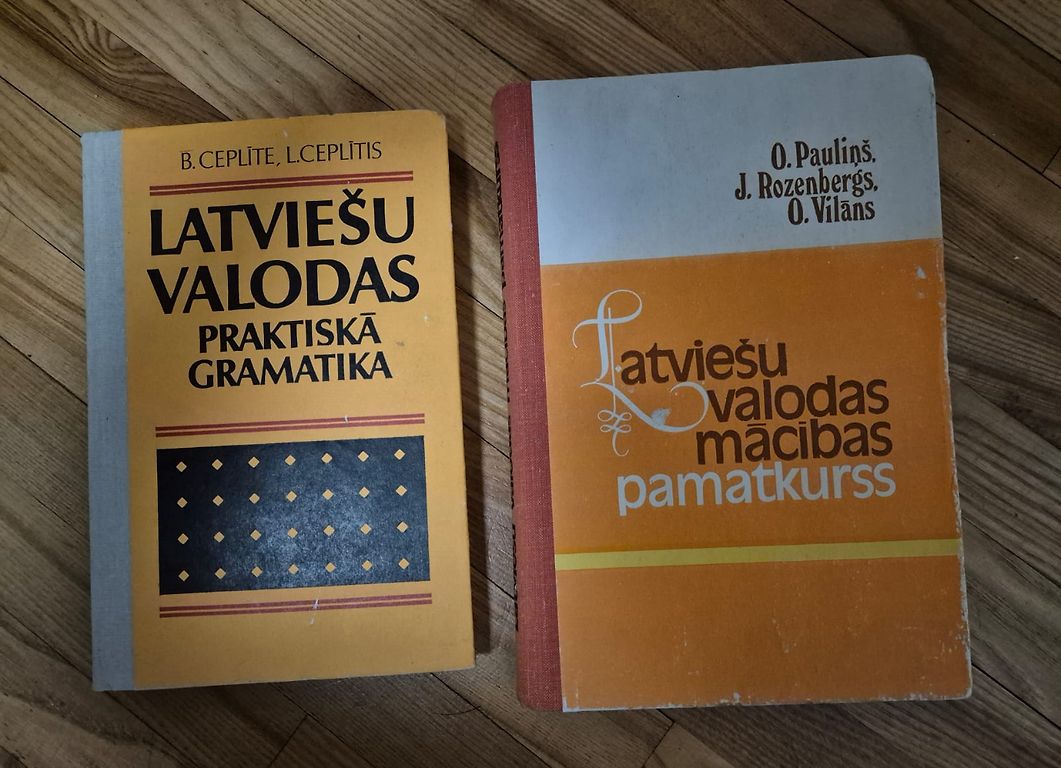 B. CEPLĪTE, L.CEPLĪTIS
LATVIEŠU
VALODAS
PRAKTISKĀ
GRAMATIKA
O. Pauliņš,
J. Rozenbergs,
O. Vilāns
Latviešu
valodas
mācības
pamatkurss